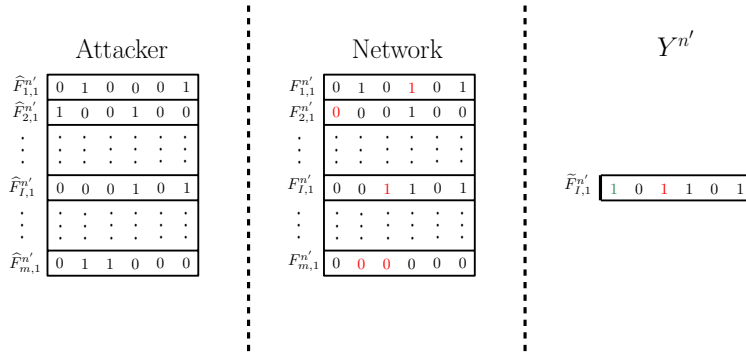 Attacker Network $Y^{n'}$
$\widehat{F}_{1,1}^{n'}$ 0 1 0 0 0 1 $F_{1,1}^{n'}$ 0 1 0 1 0 1
$\widehat{F}_{2,1}^{n'}$ 1 0 0 1 0 0 $F_{2,1}^{n'}$ 0 0 0 1 0 0
$\widehat{F}_{I,1}^{n'}$ 0 0 0 1 0 1 $F_{I,1}^{n'}$ 0 0 1 1 0 1 $\widetilde{F}_{I,1}^{n'}$ 1 0 1 1 0 1
$\widehat{F}_{m,1}^{n'}$ 0 1 1 0 0 0 $F_{m,1}^{n'}$ 0 0 0 0 0 0